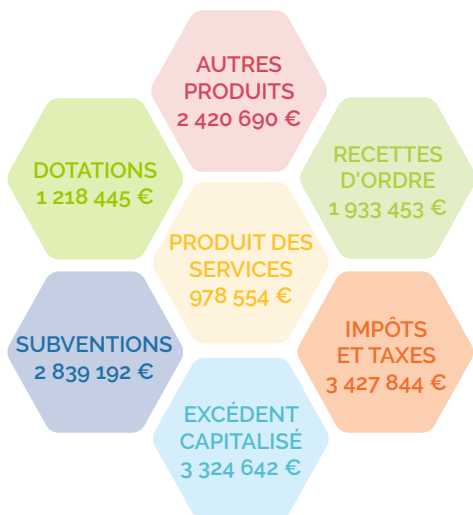 AUTRES
PRODUITS
2 420 690 €
DOTATIONS
1 218 445 €
RECETTES
D'ORDRE
1 933 453 €
PRODUIT DES
SERVICES
978 554 €
SUBVENTIONS
2 839 192 €
IMPÔTS
ET TAXES
3 427 844 €
EXCÉDENT
CAPITALISÉ
3 324 642 €